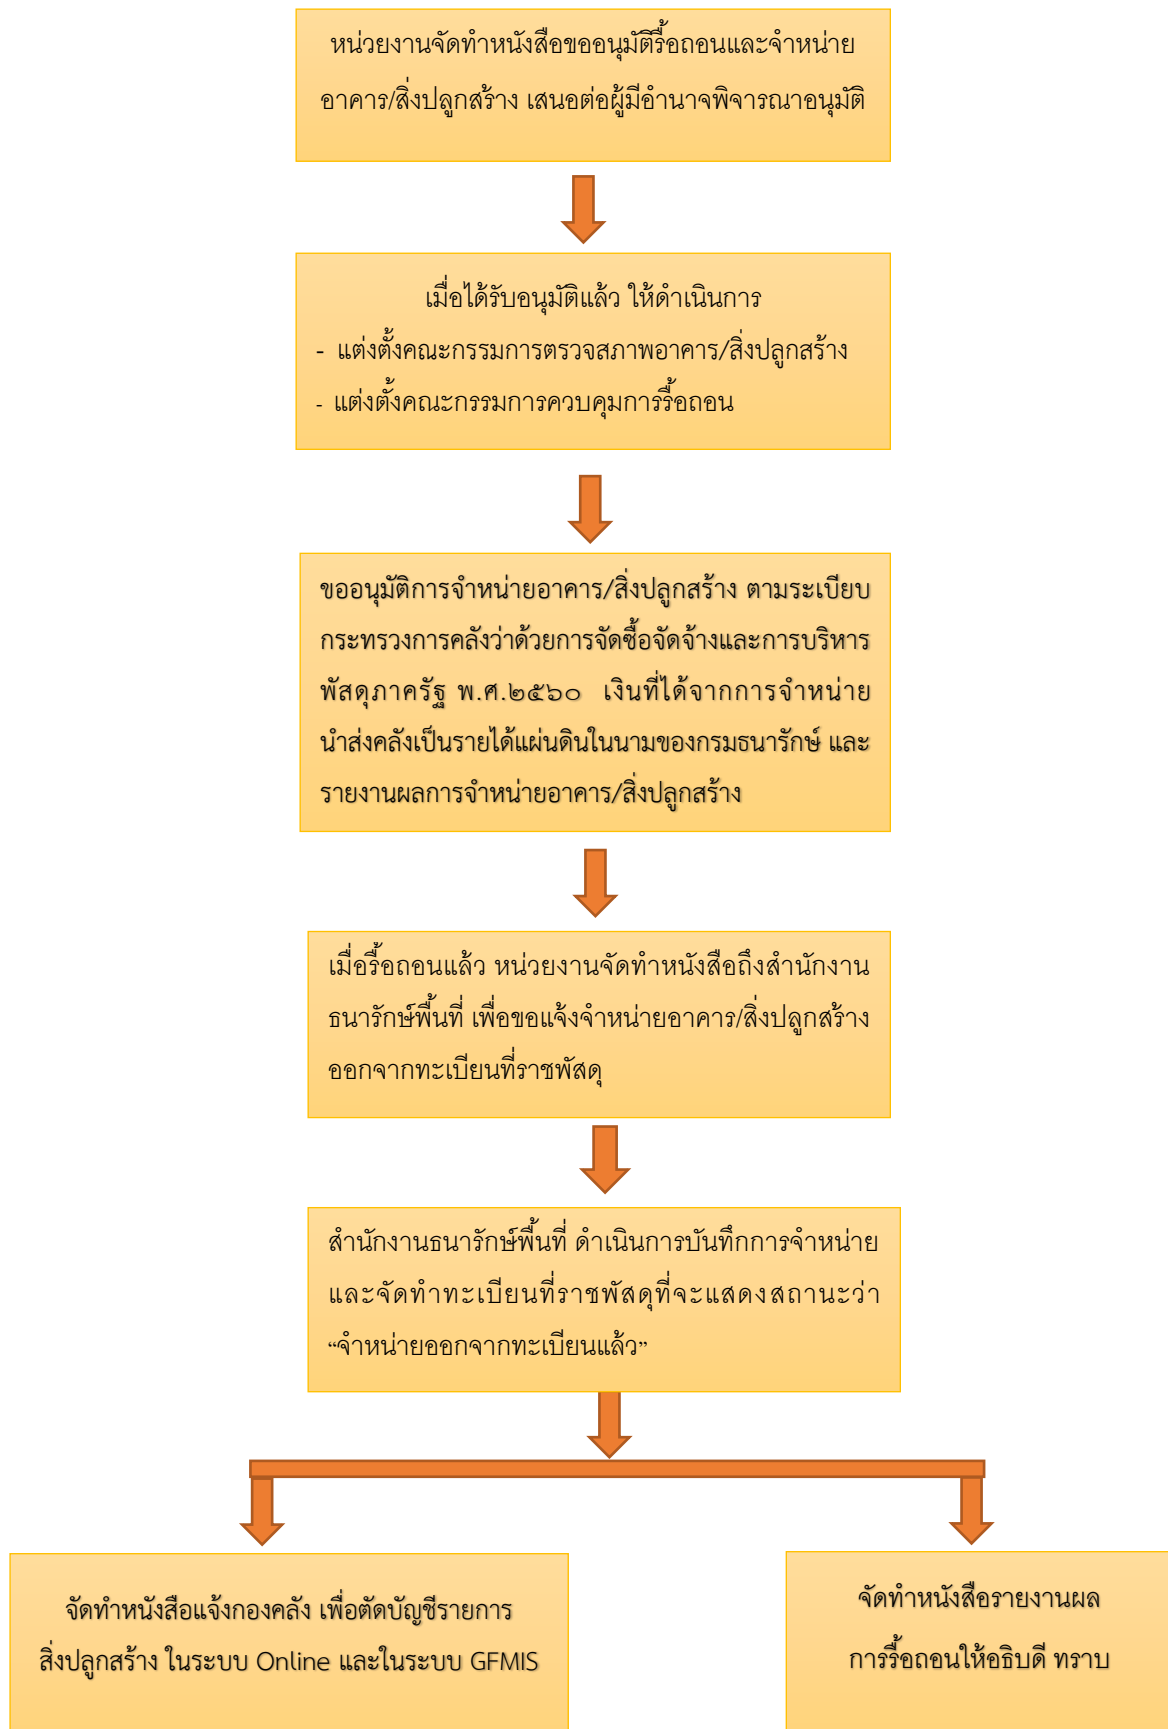 หน่วยงานจัดทำหนังสือขออนุมัติรื้อถอนและจำหน่าย
อาคาร/สิ่งปลูกสร้าง เสนอต่อผู้มีอำนาจพิจารณาอนุมัติ
เมื่อได้รับอนุมัติแล้ว ให้ดำเนินการ
- แต่งตั้งคณะกรรมการตรวจสภาพอาคาร/สิ่งปลูกสร้าง
- แต่งตั้งคณะกรรมการควบคุมการรื้อถอน
ขออนุมัติการจำหน่ายอาคาร/สิ่งปลูกสร้าง ตามระเบียบ
กระทรวงการคลังว่าด้วยการจัดซื้อจัดจ้างและการบริหาร
พัสดุภาครัฐ พ.ศ.๒๕๖๐ เงินที่ได้จากการจำหน่าย
นำส่งคลังเป็นรายได้แผ่นดินในนามของกรมธนารักษ์ และ
รายงานผลการจำหน่ายอาคาร/สิ่งปลูกสร้าง
เมื่อรื้อถอนแล้ว หน่วยงานจัดทำหนังสือถึงสำนักงาน
ธนารักษ์พื้นที่ เพื่อขอแจ้งจำหน่ายอาคาร/สิ่งปลูกสร้าง
ออกจากทะเบียนที่ราชพัสดุ
สำนักงานธนารักษ์พื้นที่ ดำเนินการบันทึกการจำหน่าย
และจัดทำทะเบียนที่ราชพัสดุที่จะแสดงสถานะว่า
“จำหน่ายออกจากทะเบียนแล้ว”
จัดทำหนังสือแจ้งกองคลัง เพื่อตัดบัญชีรายการ
สิ่งปลูกสร้าง ในระบบ Online และในระบบ GFMIS
จัดทำหนังสือรายงานผล
การรื้อถอนให้อธิบดี ทราบ